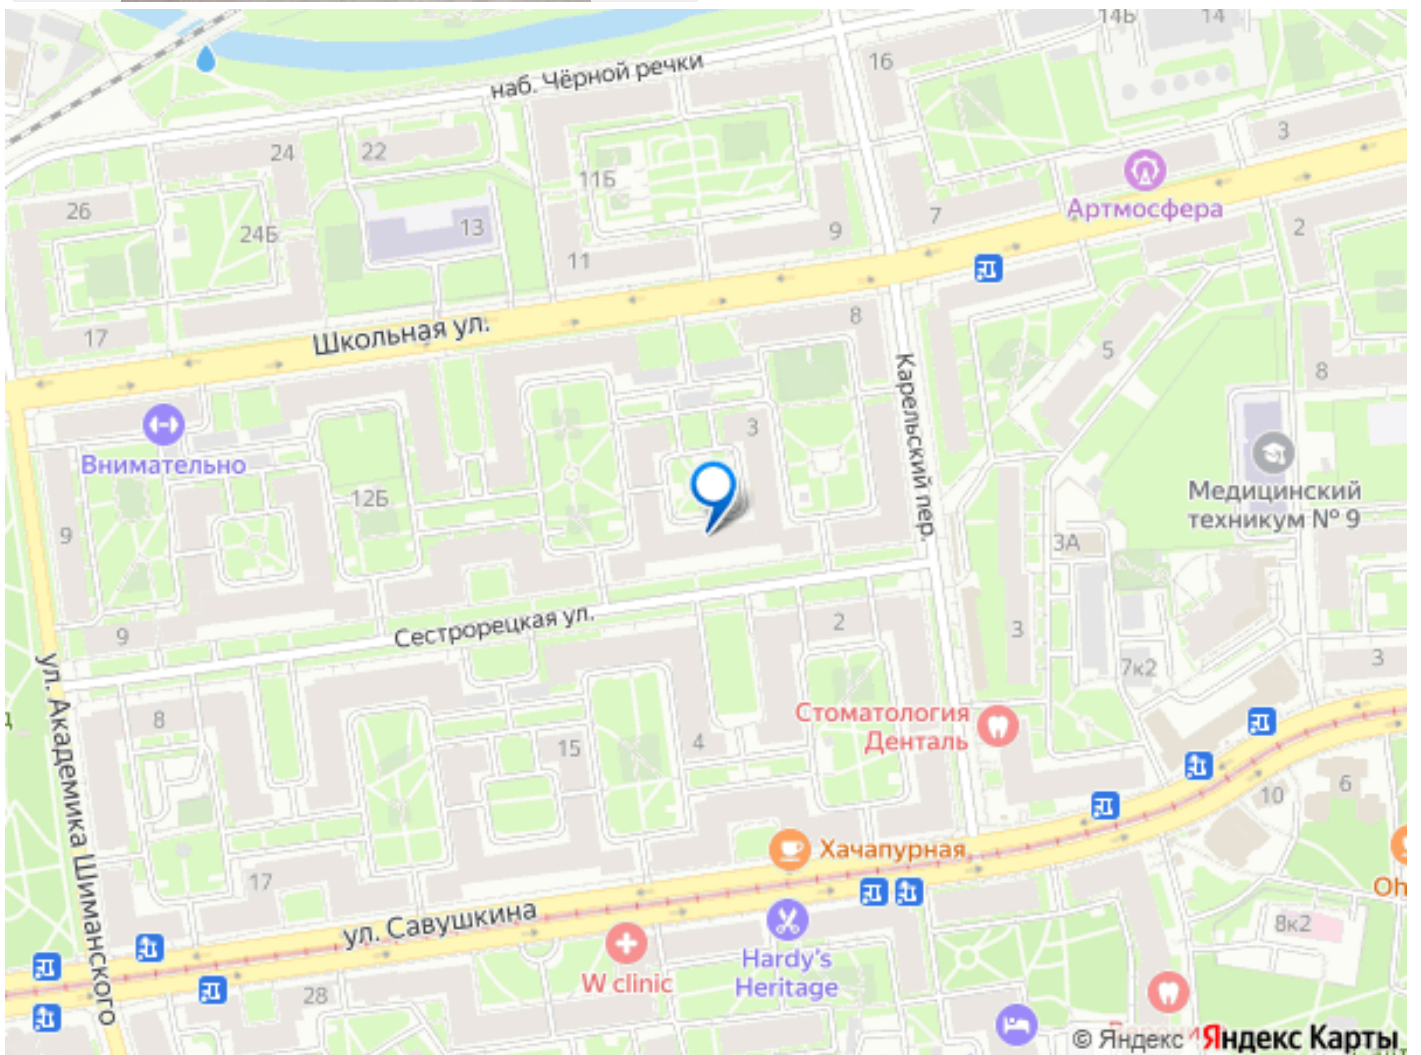 14Б
14
16
наб. Чёрной речки
3
24
22
11Б
Артмосфера
26
24Б
13
7
2
9
11
17
Школьная ул.
8
5
8
Карельский пер.
3
Внимательно
Медицинский
техникум № 9
12Б
9
3А
Сестрорецкая ул.
2
9
3
3
7к2
ул. Академика Шиманского
8
Стоматология
Денталь
15
4
6
10
Хачапурная
17
Oh
ул. Савушкина
8к2
Hardy's
Heritage
W clinic
28
© Яндекс Яндекс Карты